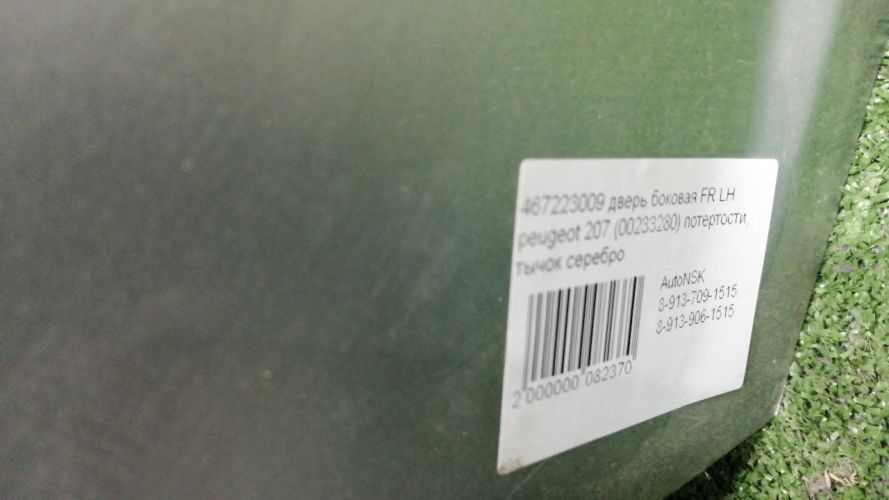 467223009 дверь боковая FR LH
peugeot 207 (00233280) потертости,
тычок серебро
AutoNSK
8-913-709-1515,
8-913-906-1515
2 000000 082370